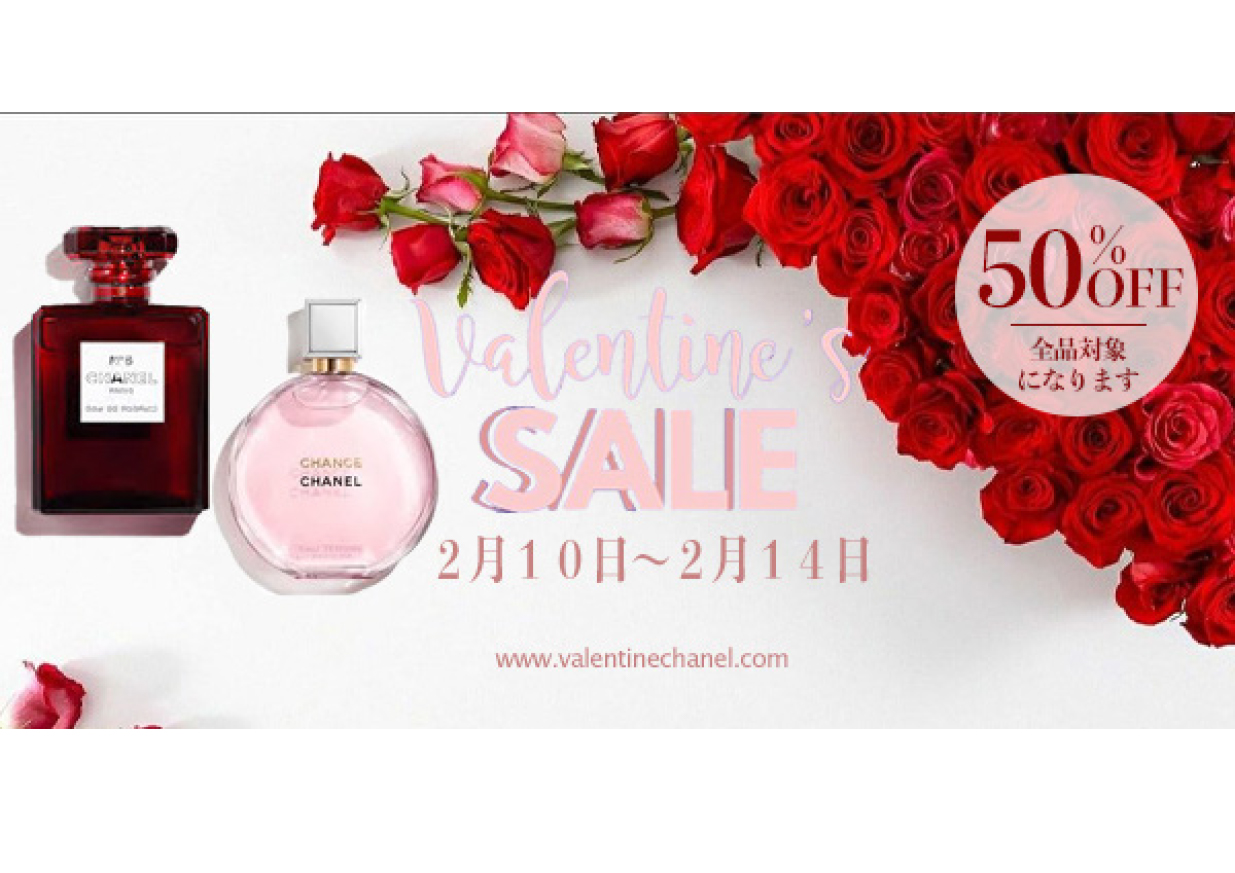 Valentine's
SALE
2月10日～2月14日
www.valentinechanel.com
50%OFF
全品対象
になります
CHANEL
PARIS
CHANCE
CHANEL